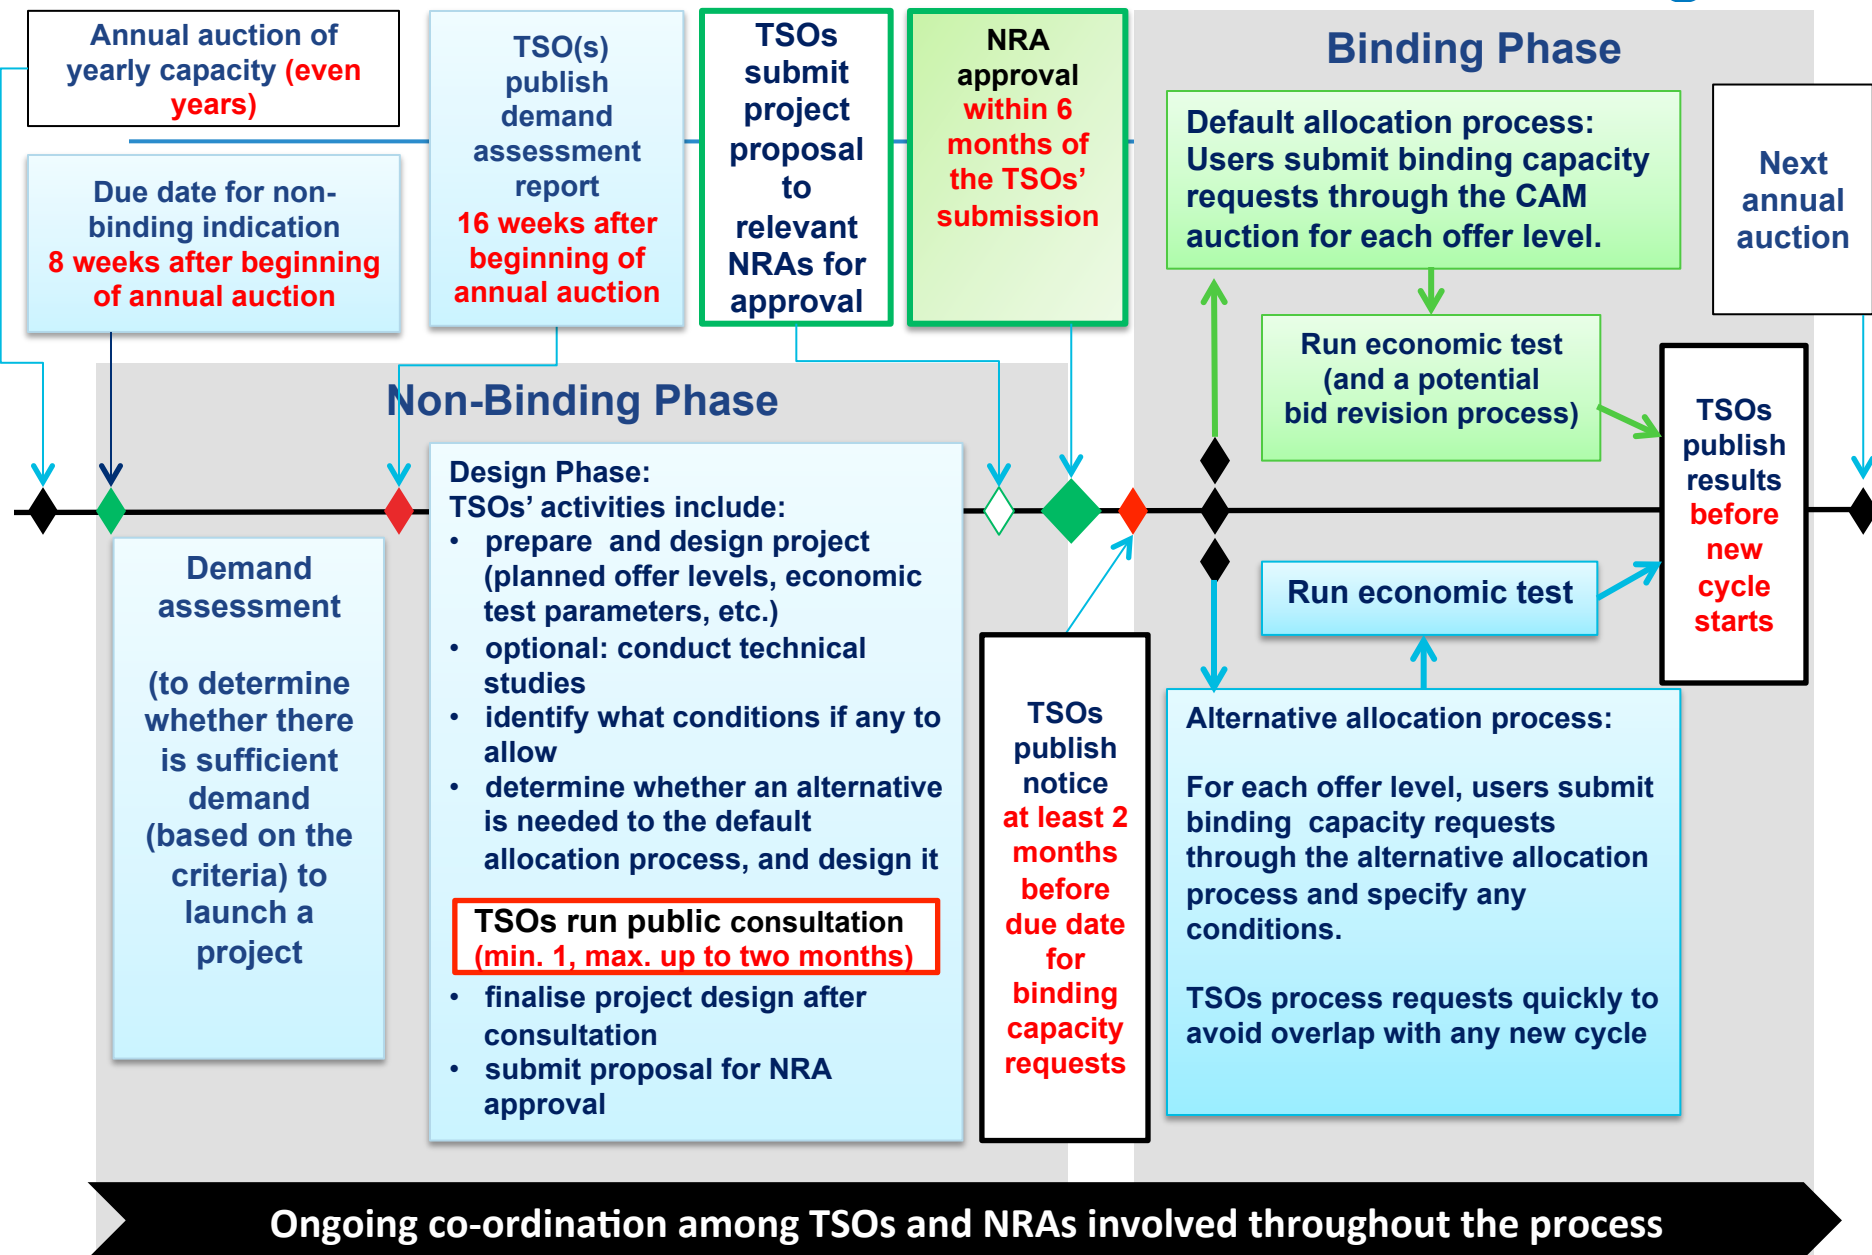 Annual auction of
yearly capacity (even
years)
Due date for non-
binding indication
8 weeks after beginning
of annual auction
TSO(s)
publish
demand
assessment
report
16 weeks after
beginning of
annual auction
TSOs
submit
project
proposal
to
relevant
NRAs for
approval
NRA
approval
within 6
months of
the TSOs’
submission
Binding Phase
Default allocation process:
Users submit binding capacity
requests through the CAM
auction for each offer level.
Next
annual
auction
Run economic test
(and a potential
bid revision process)
TSOs
publish
results
before
new
cycle
starts
Non-Binding Phase
Demand
assessment
(to determine
whether there
is sufficient
demand
(based on the
criteria) to
launch a
project
Design Phase:
TSOs’ activities include:
• prepare and design project
(planned offer levels, economic
test parameters, etc.)
• optional: conduct technical
studies
• identify what conditions if any to
allow
• determine whether an alternative
is needed to the default
allocation process, and design it
TSOs run public consultation
(min. 1, max. up to two months)
• finalise project design after
consultation
• submit proposal for NRA
approval
TSOs
publish
notice
at least 2
months
before
due date
for
binding
capacity
requests
Run economic test
Alternative allocation process:
For each offer level, users submit
binding capacity requests
through the alternative allocation
process and specify any
conditions.
TSOs process requests quickly to
avoid overlap with any new cycle
Ongoing co-ordination among TSOs and NRAs involved throughout the process